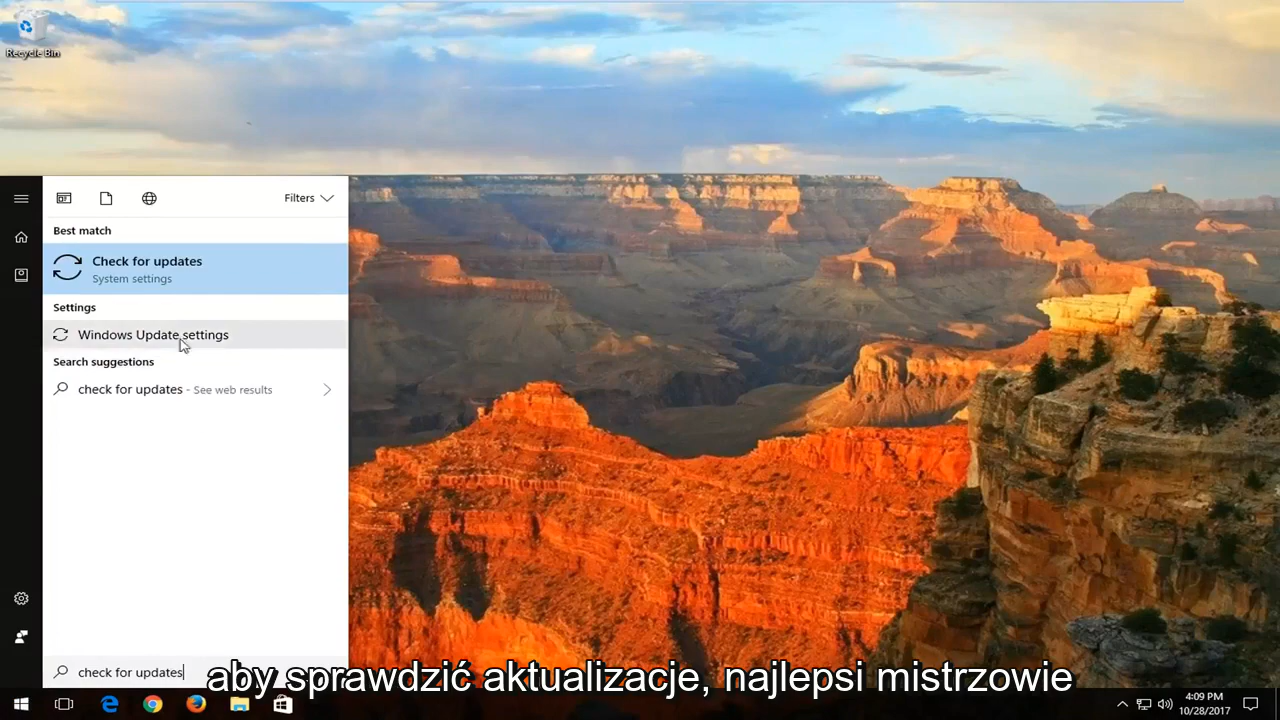 Recycle Bin
Filters
Best match
Check for updates
System settings
Settings
Windows Update settings
Search suggestions
check for updates - See web results
check for updates
aby sprawdzić aktualizacje, najlepsi mistrzowie
4:09 PM
10/28/2017